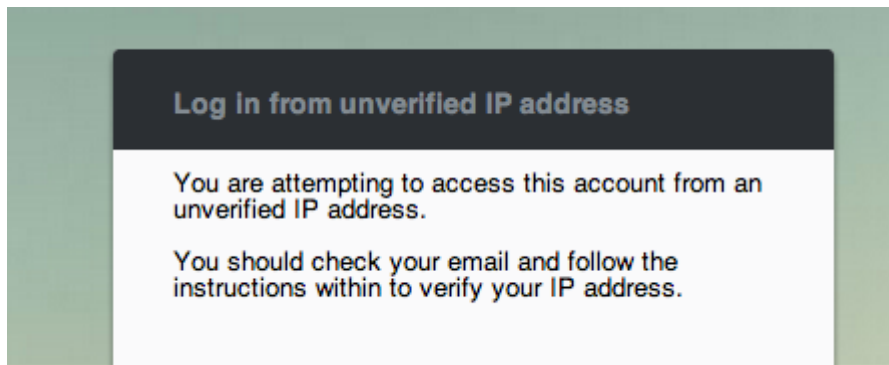 Log in from unverified IP address
You are attempting to access this account from an
unverified IP address.
You should check your email and follow the
instructions within to verify your IP address.